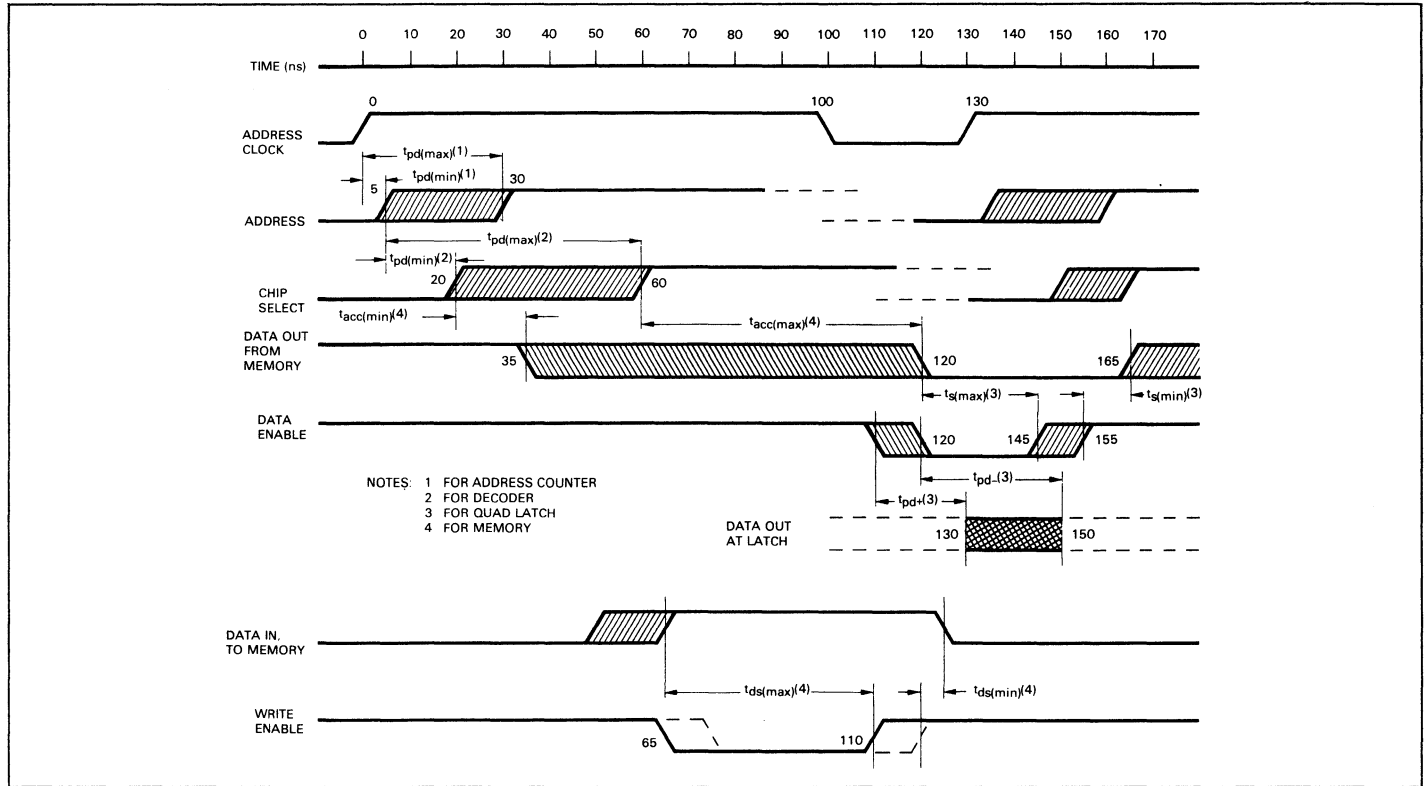 0 10 20 30 40 50 60 70 80 90 100 110 120 130 140 150 160 170
TIME (ns)
0 100 130
ADDRESS
CLOCK
tpd(max)(1)
5 tpd(min)(1) 30
ADDRESS
tpd(max)(2)
tpd(min)(2)
20 60
CHIP
SELECT
tacc(min)(4) tacc(max)(4)
DATA OUT
FROM
MEMORY
35 120 165
ts(max)(3) ts(min)(3)
DATA
ENABLE
120 145 155
tpd–(3)
NOTES: 1 FOR ADDRESS COUNTER
2 FOR DECODER
3 FOR QUAD LATCH
4 FOR MEMORY
tpd+(3)
DATA OUT
AT LATCH
130 150
DATA IN,
TO MEMORY
tds(max)(4) tds(min)(4)
WRITE
ENABLE
65 110